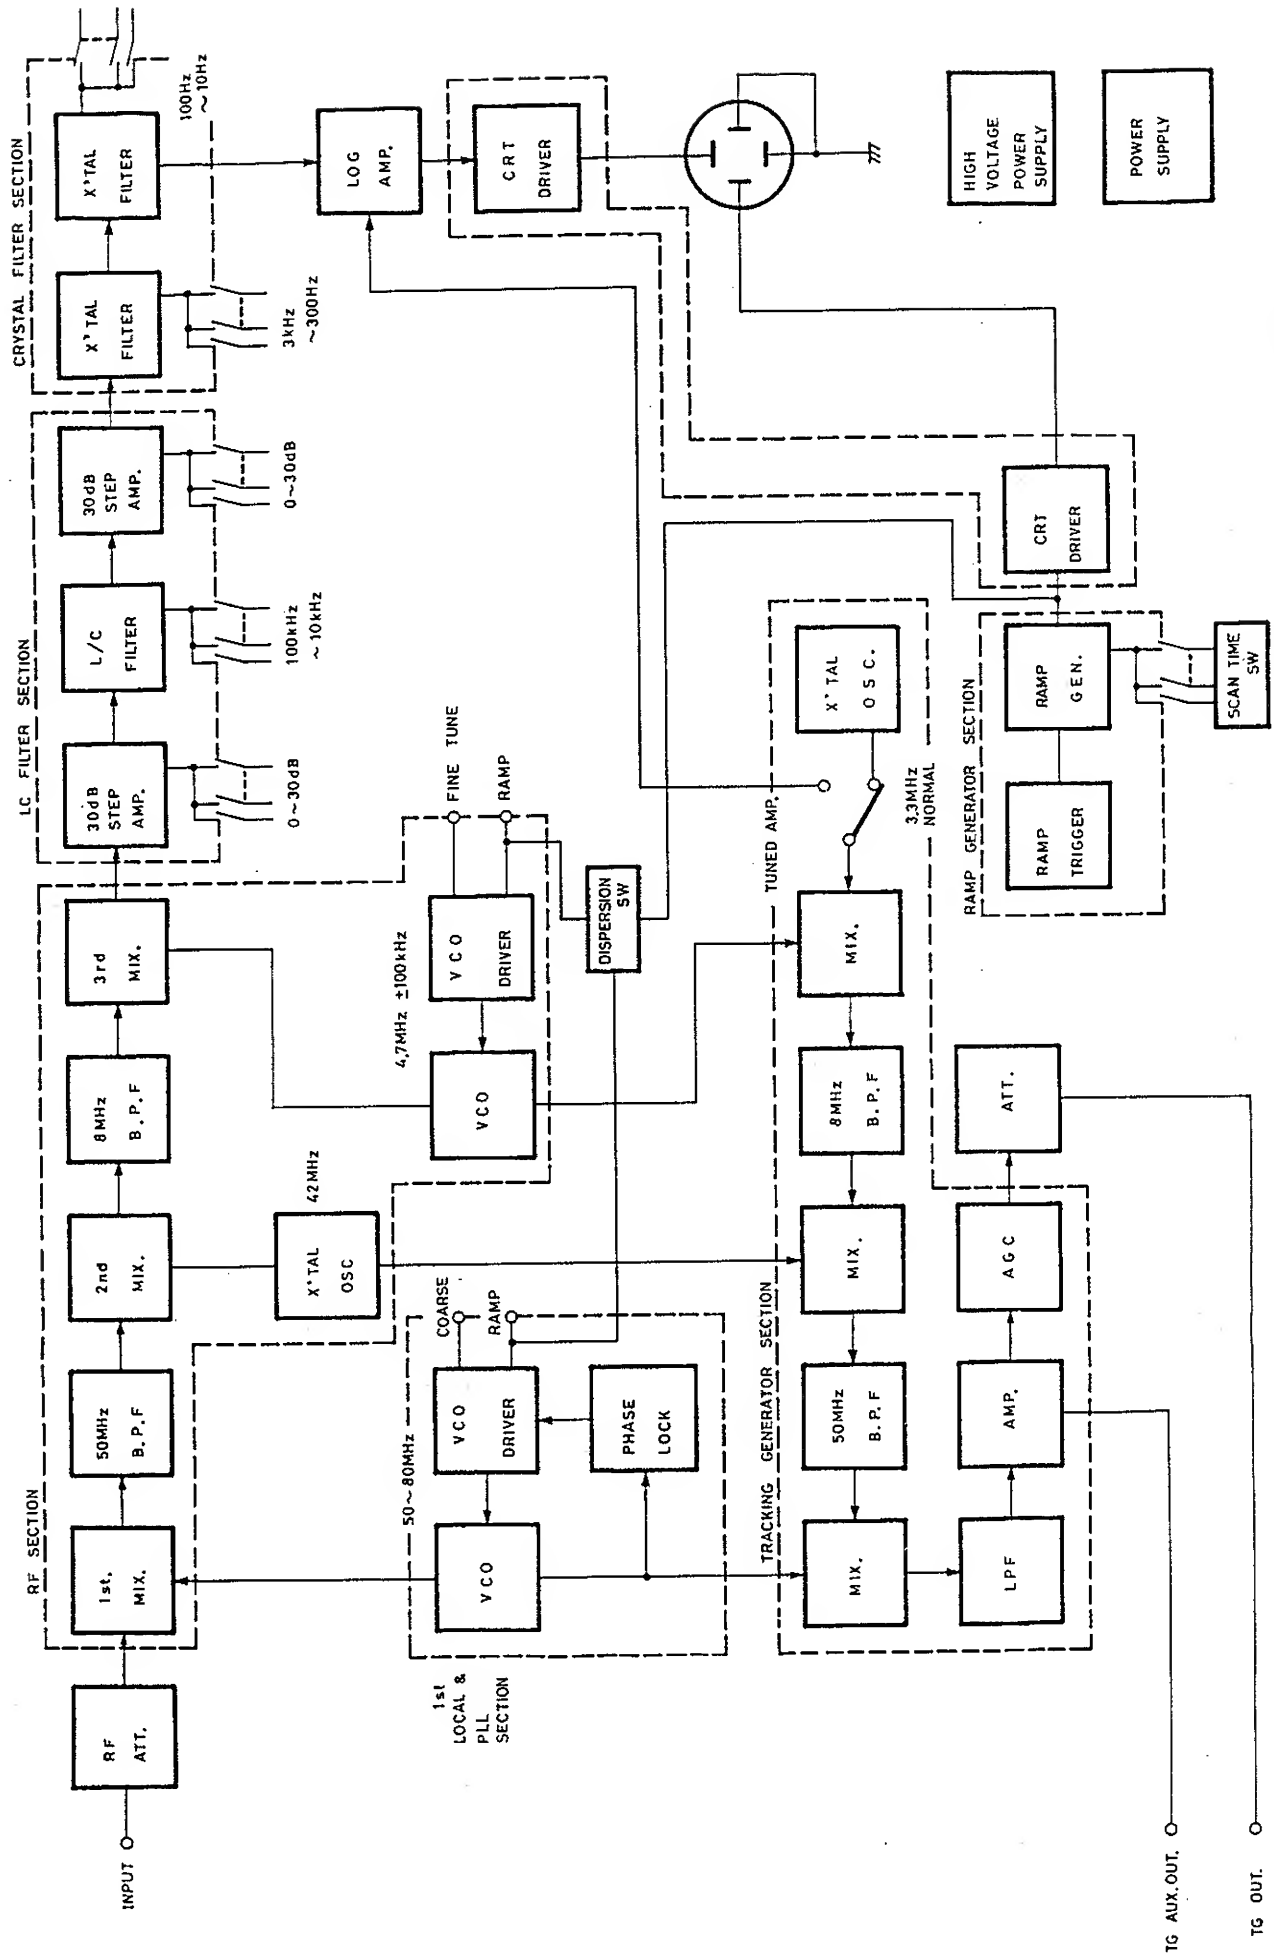 INPUT
RF
ATT.
RF SECTION
1st.
MIX.
50MHz
B.P.F
2nd
MIX.
8MHz
B.P.F
3rd
MIX.
X'TAL
OSC
42MHz
VCO
VCO
DRIVER
4,7MHz ±100kHz
FINE TUNE
RAMP
LC FILTER SECTION
30dB
STEP
AMP.
0~30dB
L/C
FILTER
100kHz
~10kHz
30dB
STEP
AMP.
0~30dB
CRYSTAL FILTER SECTION
X'TAL
FILTER
3kHz
~300Hz
X'TAL
FILTER
100Hz
~10Hz
LOG
AMP.
CRT
DRIVER
1st
LOCAL &
PLL
SECTION
50~80MHz
VCO
VCO
DRIVER
COARSE
RAMP
PHASE
LOCK
DISPERSION
SW
TRACKING GENERATOR SECTION
MIX.
50MHz
B.P.F
MIX.
8MHz
B.P.F
MIX.
TUNED AMP.
X'TAL
OSC.
3,3MHz
NORMAL
LPF
AMP.
AGC
ATT.
RAMP GENERATOR SECTION
RAMP
TRIGGER
RAMP
GEN.
SCAN TIME
SW
CRT
DRIVER
HIGH
VOLTAGE
POWER
SUPPLY
POWER
SUPPLY
TG AUX.OUT.
TG OUT.